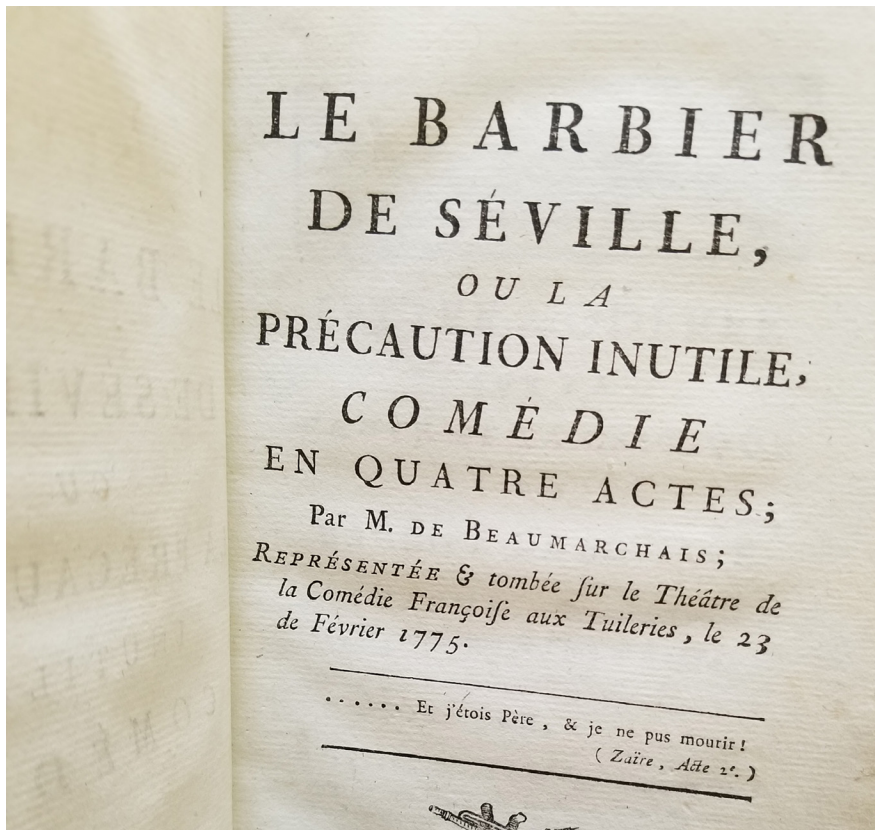 LE BARBIER
DE SÉVILLE,
OU LA
PRÉCAUTION INUTILE,
COMÉDIE
EN QUATRE ACTES;
Par M. DE BEAUMARCHAIS;
REPRÉSENTÉE & tombée ſur le Théâtre de
la Comédie Françoiſe aux Tuileries, le 23
de Février 1775.
...... Et j'étois Père, & je ne pus mourir!
(Zaïre, Acte 2e.)